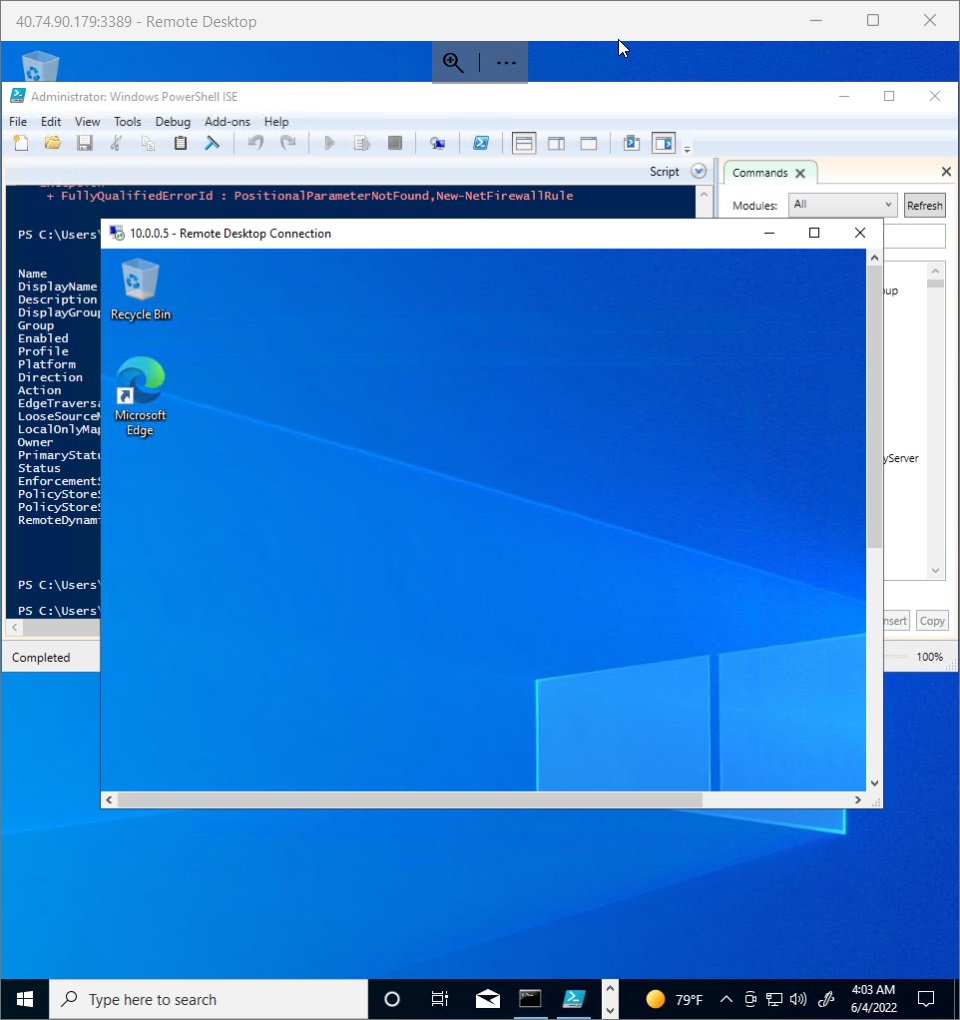 40.74.90.179:3389 - Remote Desktop
Administrator: Windows PowerShell ISE
File Edit View Tools Debug Add-ons Help
Script
Commands
+ FullyQualifiedErrorId : PositionalParameterNotFound,New-NetFirewallRule
Modules: All Refresh
PS C:\Users\
10.0.0.5 - Remote Desktop Connection
Name
DisplayName
Description
DisplayGroup
Group
Enabled
Profile
Platform
Direction
Action
EdgeTraversa
LooseSourceM
LocalOnlyMap
Owner
PrimaryStatu
Status
EnforcementS
PolicyStoreS
PolicyStoreS
RemoteDynami
PS C:\Users\
PS C:\Users\
Recycle Bin
Microsoft
Edge
up
yServer
nsert Copy
Completed
100%
Type here to search
79°F
4:03 AM
6/4/2022